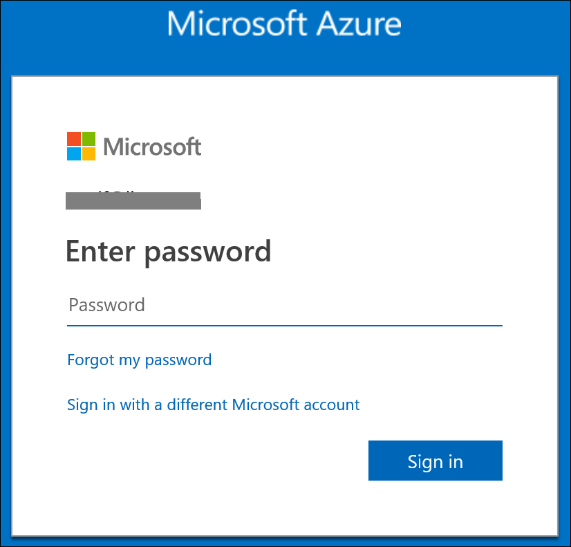 Microsoft Azure
Microsoft
Enter password
Password
Forgot my password
Sign in with a different Microsoft account
Sign in